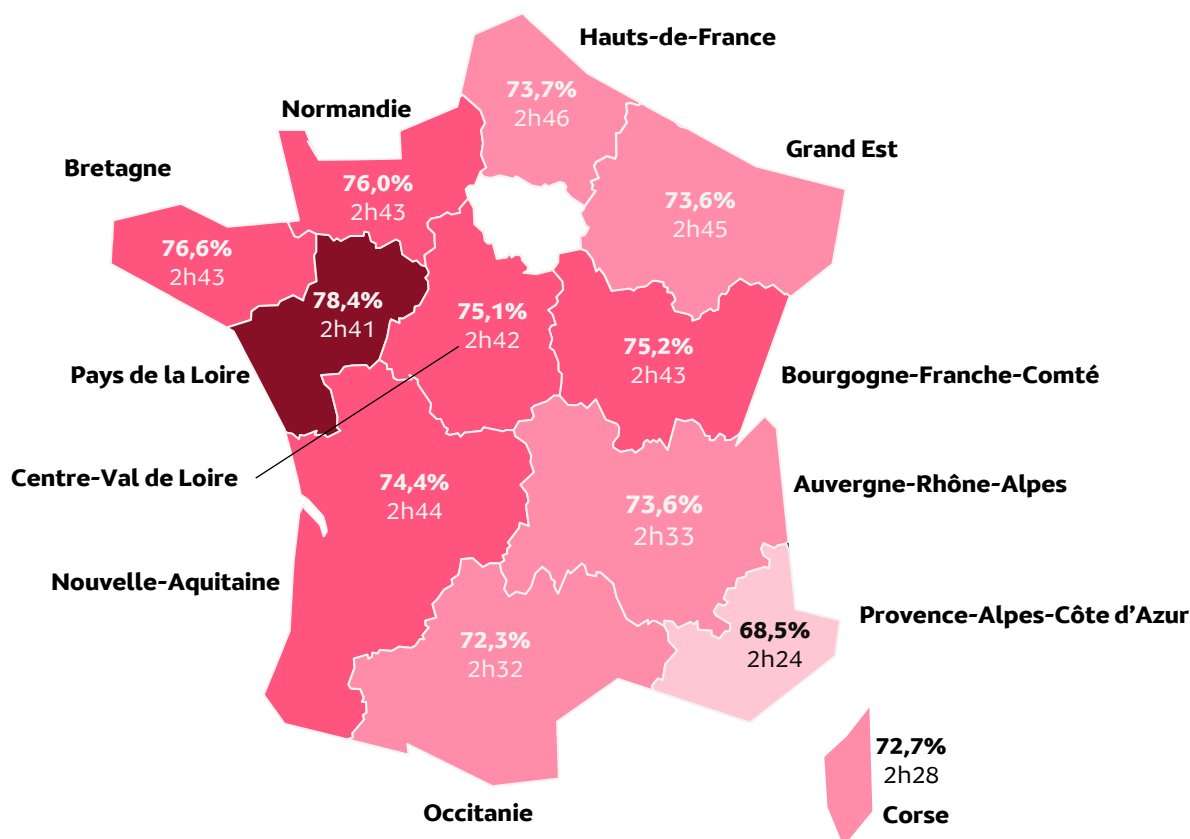 Hauts-de-France
73,7%
2h46
Normandie
76,0%
2h43
Grand Est
73,6%
2h45
Bretagne
76,6%
2h43
78,4%
2h41
Pays de la Loire
75,1%
2h42
Centre-Val de Loire
75,2%
2h43
Bourgogne-Franche-Comté
74,4%
2h44
Nouvelle-Aquitaine
73,6%
2h33
Auvergne-Rhône-Alpes
68,5%
2h24
Provence-Alpes-Côte d’Azur
72,3%
2h32
Occitanie
72,7%
2h28
Corse